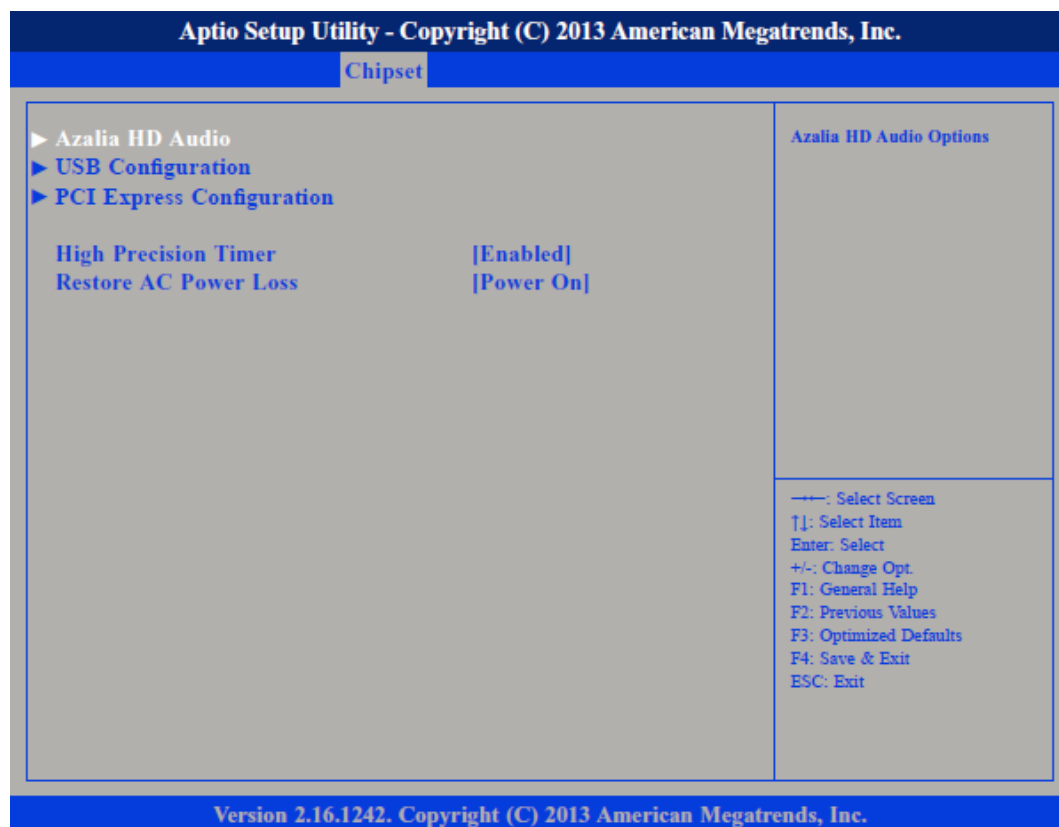 Aptio Setup Utility - Copyright (C) 2013 American Megatrends, Inc.
Chipset
▶ Azalia HD Audio
▶ USB Configuration
▶ PCI Express Configuration
High Precision Timer [Enabled]
Restore AC Power Loss [Power On]
Azalia HD Audio Options
→←: Select Screen
↑↓: Select Item
Enter: Select
+/-: Change Opt.
F1: General Help
F2: Previous Values
F3: Optimized Defaults
F4: Save & Exit
ESC: Exit
Version 2.16.1242. Copyright (C) 2013 American Megatrends, Inc.